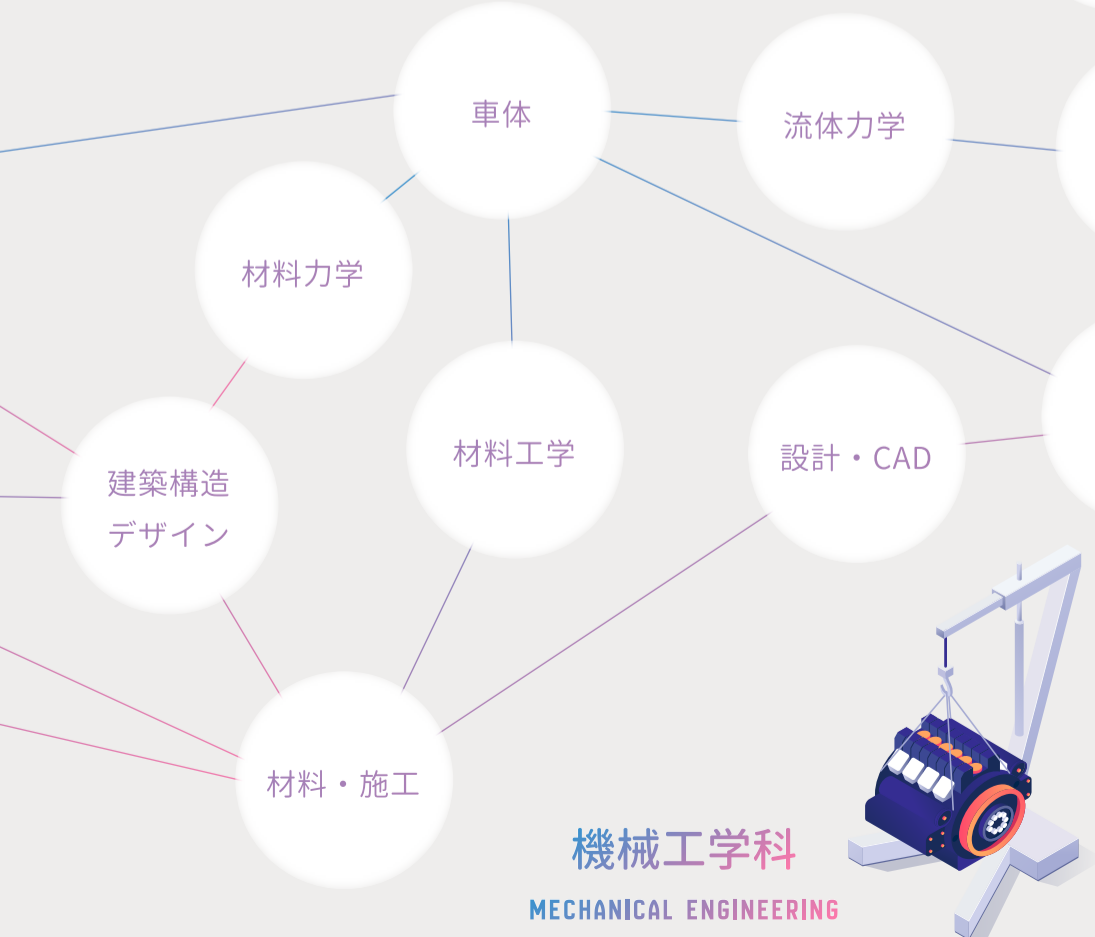 車体
流体力学
材料力学
材料工学
設計・CAD
建築構造
デザイン
材料・施工
機械工学科
MECHANICAL ENGINEERING